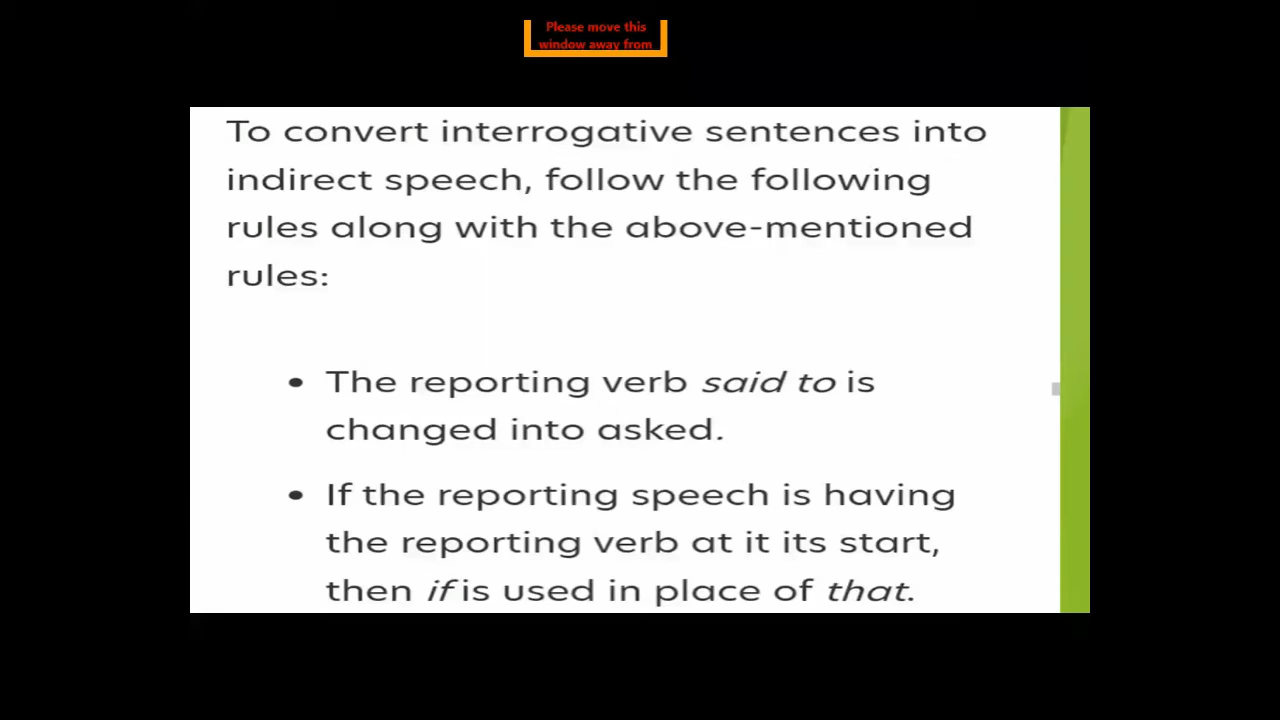 Please move this
window away from
To convert interrogative sentences into
indirect speech, follow the following
rules along with the above-mentioned
rules:
• The reporting verb said to is
changed into asked.
• If the reporting speech is having
the reporting verb at it its start,
then if is used in place of that.